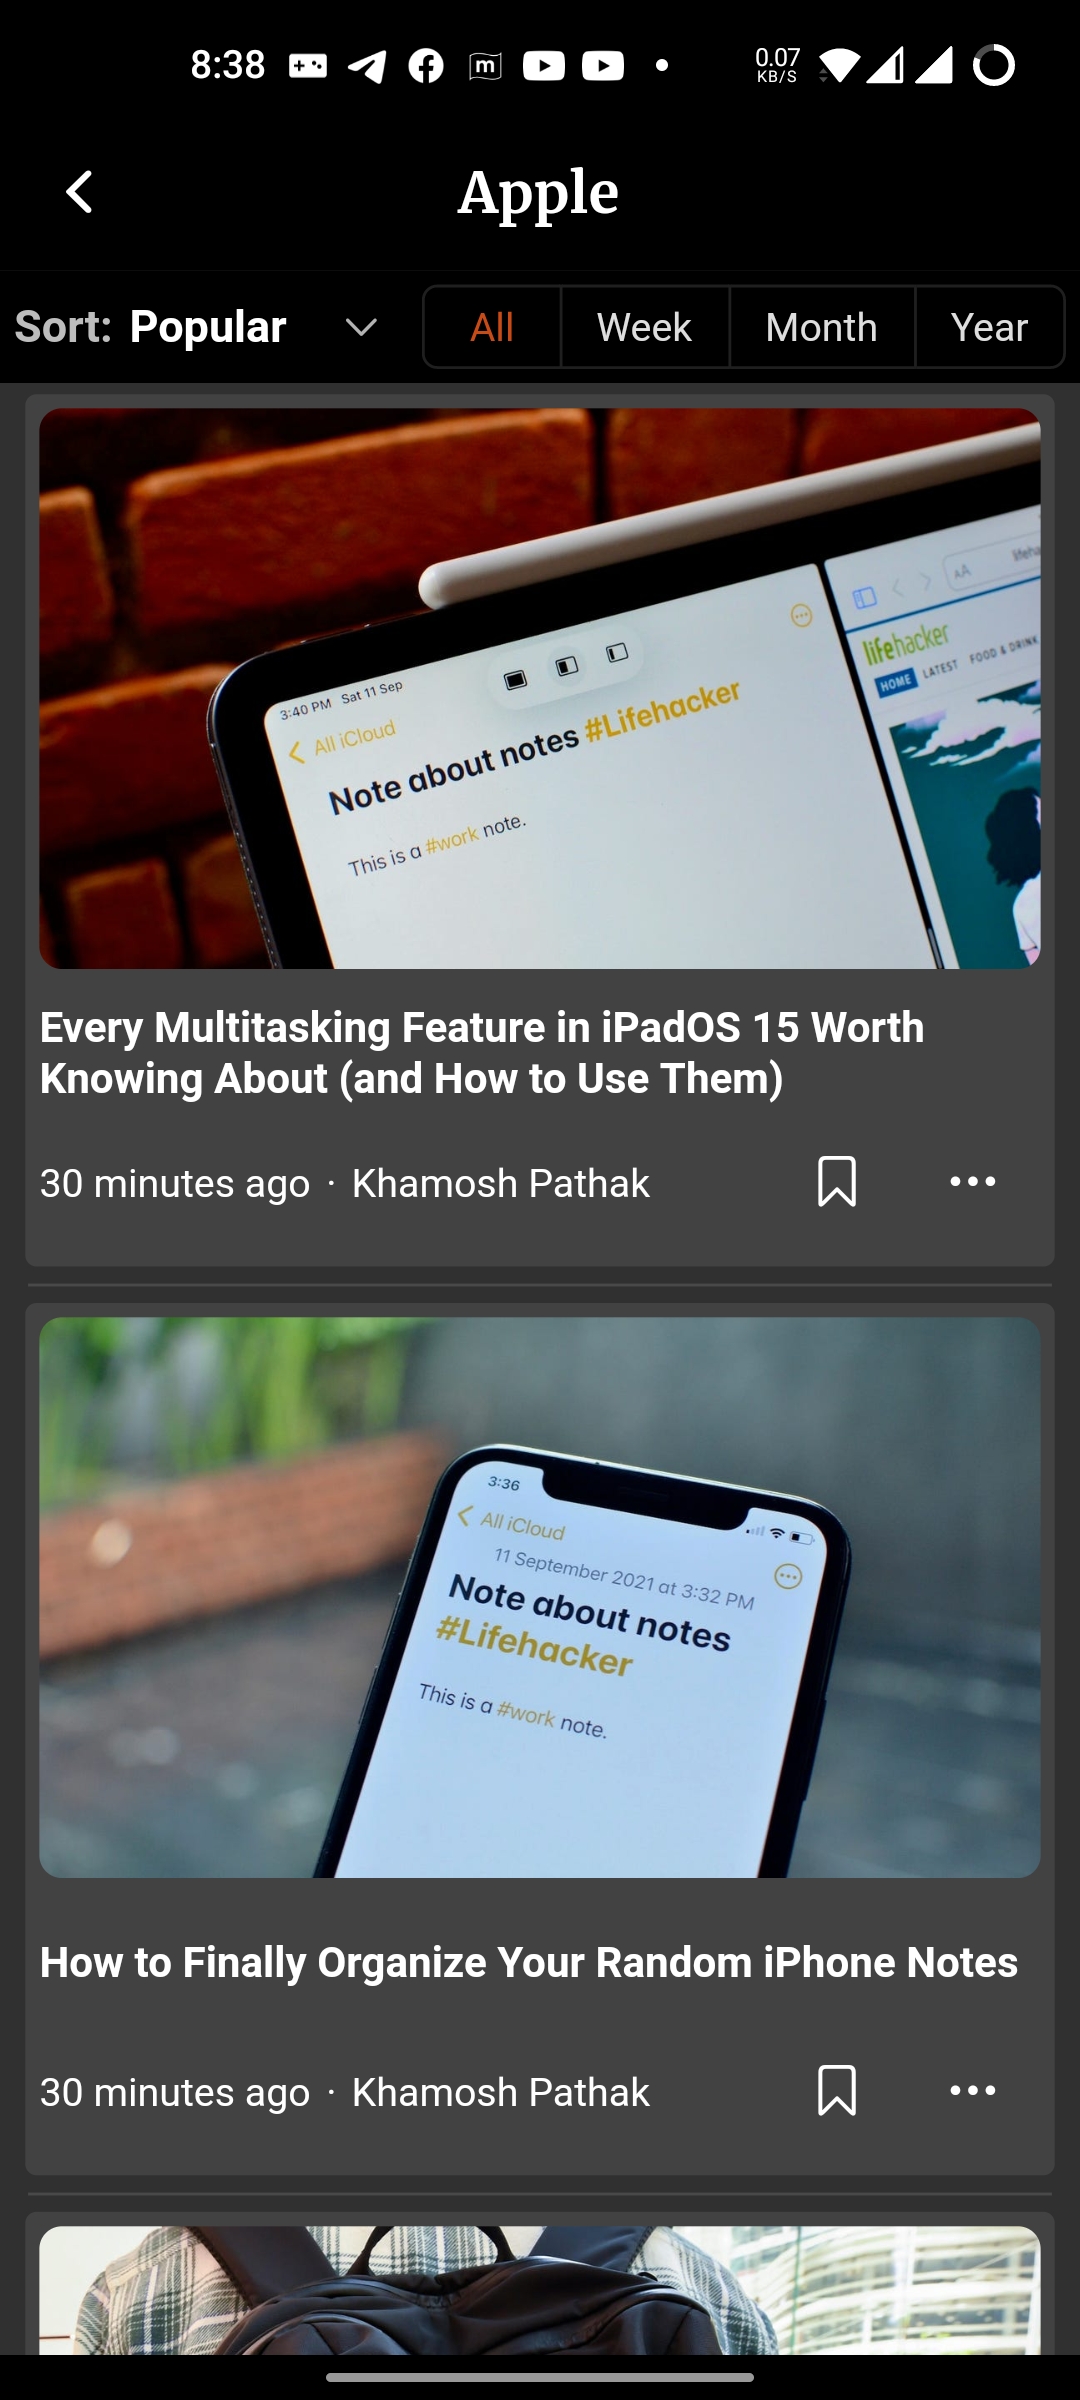 8:38
m
0.07
KB/S
Apple
Sort: Popular
All
Week
Month
Year
3:40 PM Sat 11 Sep
All iCloud
Note about notes #Lifehacker
This is a #work note.
AA
lifehacker
HOME LATEST FOOD & DRINK
Every Multitasking Feature in iPadOS 15 Worth
Knowing About (and How to Use Them)
30 minutes ago · Khamosh Pathak
3:36
All iCloud
11 September 2021 at 3:32 PM
Note about notes
#Lifehacker
This is a #work note.
How to Finally Organize Your Random iPhone Notes
30 minutes ago · Khamosh Pathak